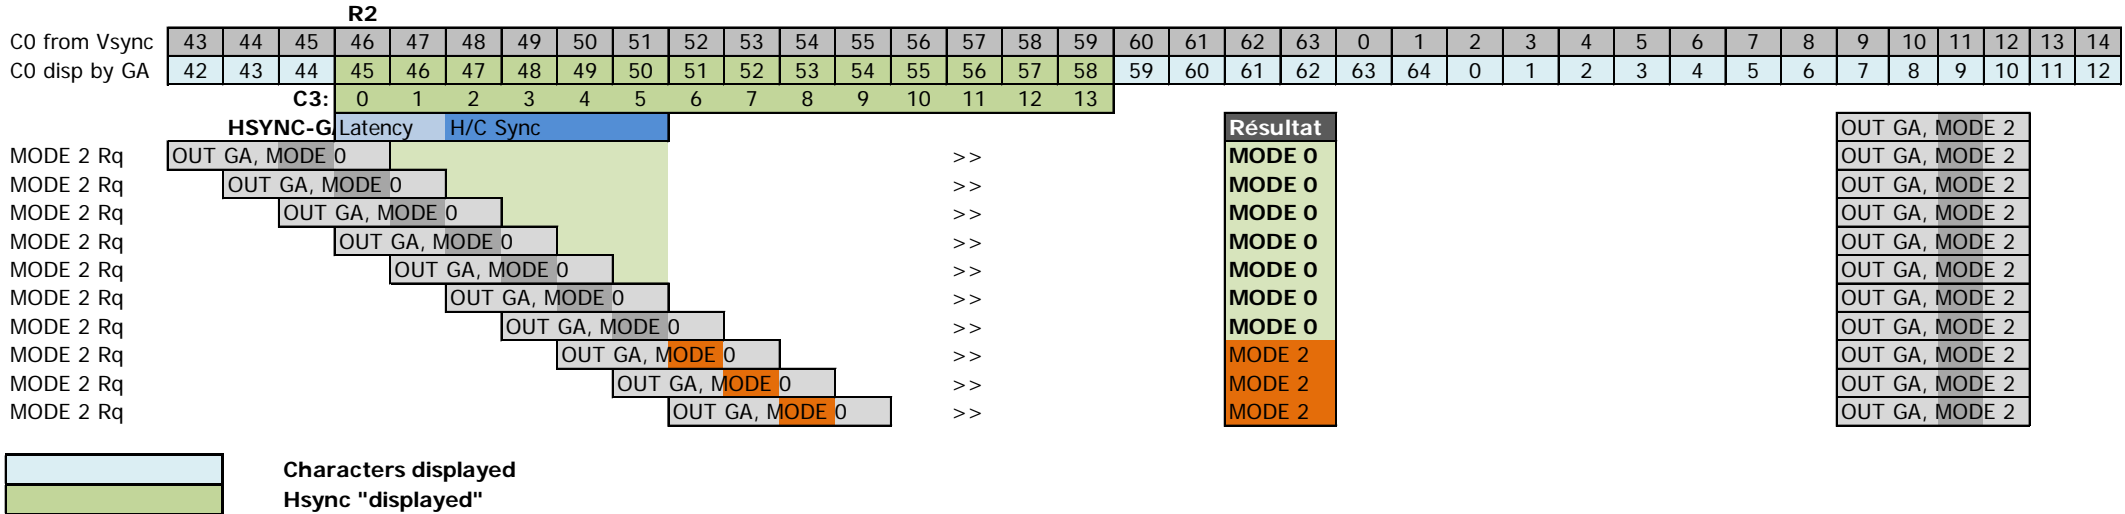 R2
C0 from Vsync 43 44 45 46 47 48 49 50 51 52 53 54 55 56 57 58 59 60 61 62 63 0 1 2 3 4 5 6 7 8 9 10 11 12 13 14
C0 disp by GA 42 43 44 45 46 47 48 49 50 51 52 53 54 55 56 57 58 59 60 61 62 63 64 0 1 2 3 4 5 6 7 8 9 10 11 12
C3: 0 1 2 3 4 5 6 7 8 9 10 11 12 13
HSYNC-G Latency H/C Sync Résultat OUT GA, MODE 2
MODE 2 Rq OUT GA, MODE 0 >> MODE 0 OUT GA, MODE 2
MODE 2 Rq OUT GA, MODE 0 >> MODE 0 OUT GA, MODE 2
MODE 2 Rq OUT GA, MODE 0 >> MODE 0 OUT GA, MODE 2
MODE 2 Rq OUT GA, MODE 0 >> MODE 0 OUT GA, MODE 2
MODE 2 Rq OUT GA, MODE 0 >> MODE 0 OUT GA, MODE 2
MODE 2 Rq OUT GA, MODE 0 >> MODE 0 OUT GA, MODE 2
MODE 2 Rq OUT GA, MODE 0 >> MODE 0 OUT GA, MODE 2
MODE 2 Rq OUT GA, MODE 0 >> MODE 2 OUT GA, MODE 2
MODE 2 Rq OUT GA, MODE 0 >> MODE 2 OUT GA, MODE 2
MODE 2 Rq OUT GA, MODE 0 >> MODE 2 OUT GA, MODE 2
Characters displayed
Hsync "displayed"